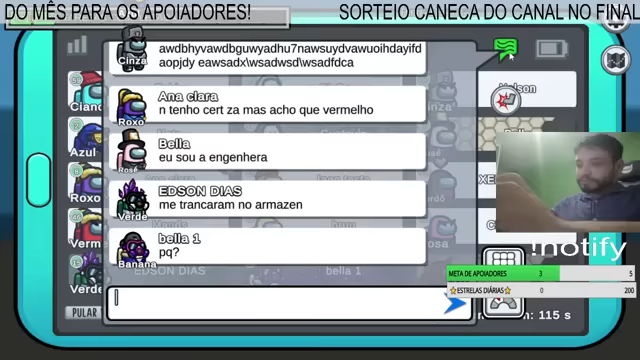 DO MÊS PARA OS APOIADORES!
SORTEIO CANECA DO CANAL NO FINAL
awdbhyvawdbguwyadhu7nawsuydvawuoihdayifd
aopjdy eawsadx\wsadwsd\wsadfdca
Cinza
Ana clara
n tenho cert za mas acho que vermelho
Roxo
Bella
eu sou a engenhera
Rosé
EDSON DIAS
me trancaram no armazen
Verde
bella 1
pq?
Banana
Azul
Roxo
Verde
EDSON DIAS
bella 1
PULAR
115 s
!notify
META DE APOIADORES 3 5
⭐ESTRELAS DIÁRIAS⭐ 0 200